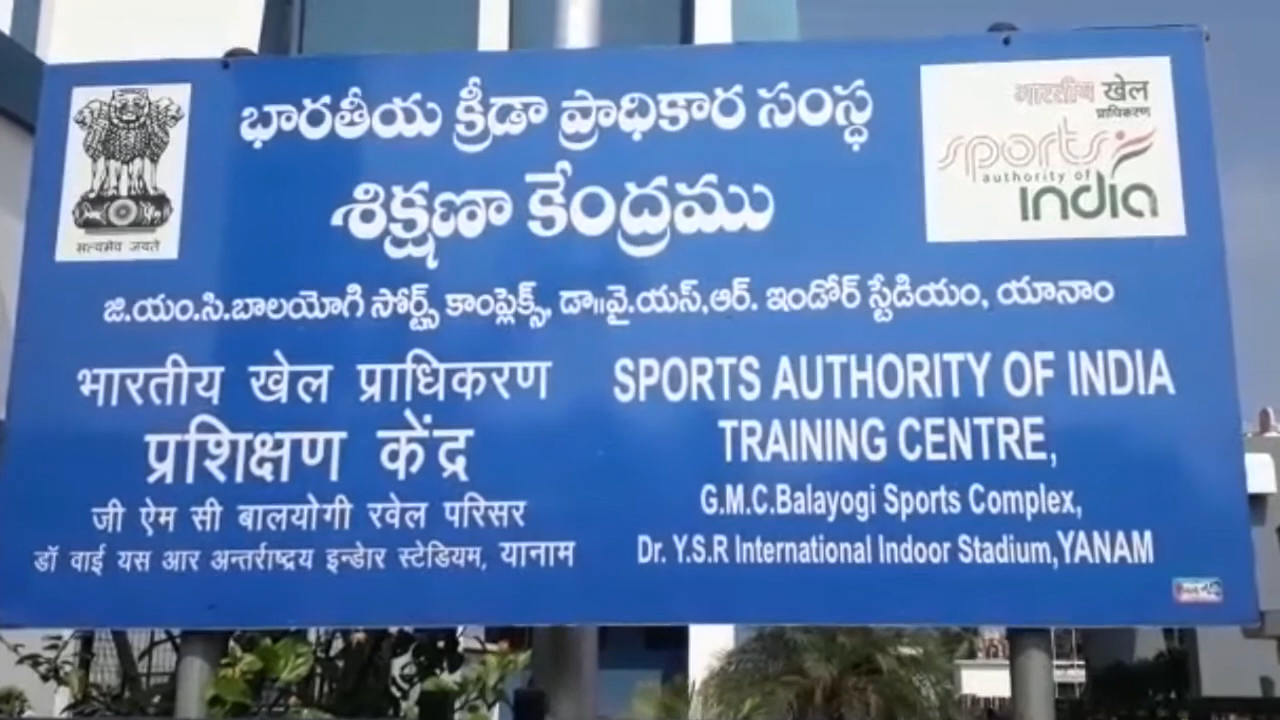 భారతీయ క్రీడా ప్రాధికార సంస్థ
శిక్షణా కేంద్రము
జి.యం.సి.బాలయోగి స్పోర్ట్స్ కాంప్లెక్స్, డా||వై.యస్,ఆర్. ఇండోర్ స్టేడియం, యానాం
सत्यमेव जयते
भारतीय खेल
प्राधिकरण
sports
authority of
india
भारतीय खेल प्राधिकरण
प्रशिक्षण केंद्र
जी ऐम सी बालयोगी रवेल परिसर
डॉ वाई यस आर अन्तर्राष्द्रय इन्डोर स्टेडियम, यानाम
SPORTS AUTHORITY OF INDIA
TRAINING CENTRE,
G.M.C.Balayogi Sports Complex,
Dr. Y.S.R International Indoor Stadium,YANAM